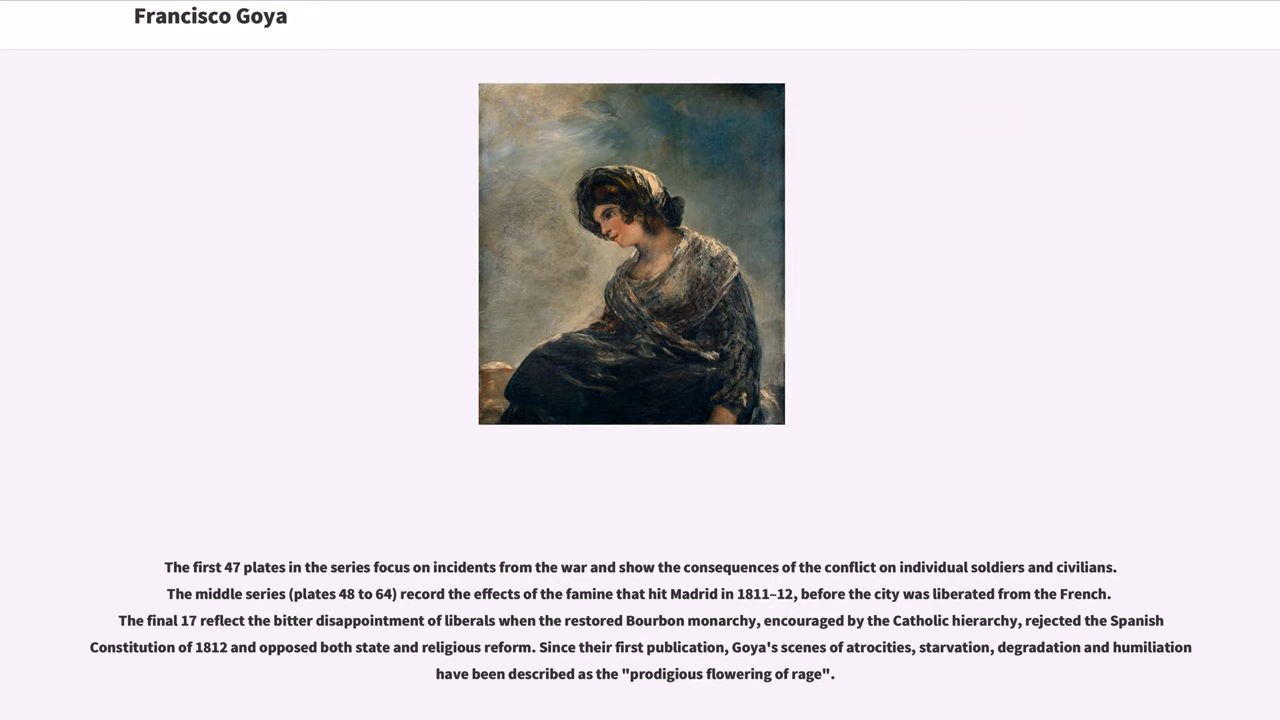 Francisco Goya
The first 47 plates in the series focus on incidents from the war and show the consequences of the conflict on individual soldiers and civilians.
The middle series (plates 48 to 64) record the effects of the famine that hit Madrid in 1811–12, before the city was liberated from the French.
The final 17 reflect the bitter disappointment of liberals when the restored Bourbon monarchy, encouraged by the Catholic hierarchy, rejected the Spanish
Constitution of 1812 and opposed both state and religious reform. Since their first publication, Goya's scenes of atrocities, starvation, degradation and humiliation
have been described as the "prodigious flowering of rage".